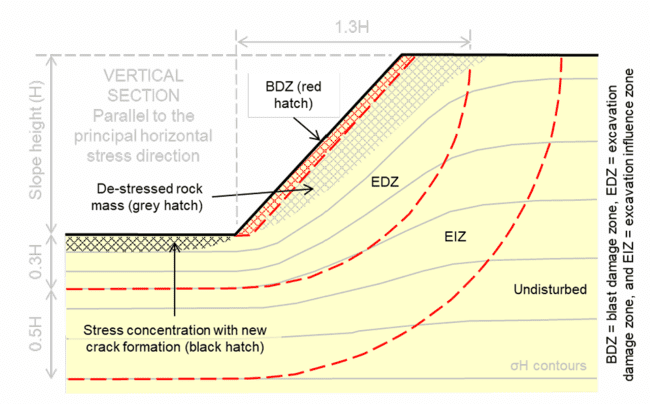 1.3H
VERTICAL
SECTION
Parallel to the
principal horizontal
stress direction
BDZ (red
hatch)
Slope height (H)
De-stressed rock
mass (grey hatch)
EDZ
EIZ
0.3H
Undisturbed
Stress concentration with new
crack formation (black hatch)
0.5H
σH contours
BDZ = blast damage zone, EDZ = excavation
damage zone, and EIZ = excavation influence zone